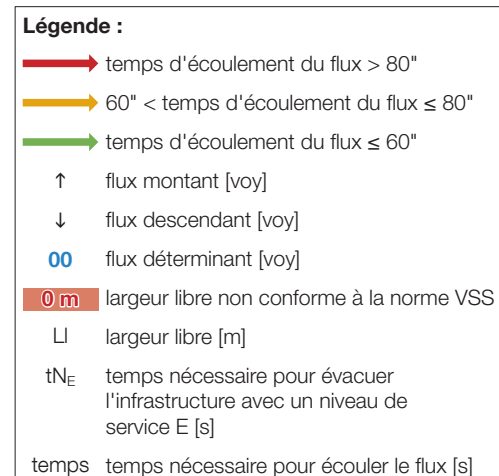 Légende :
temps d'écoulement du flux > 80"
60" < temps d'écoulement du flux ≤ 80"
temps d'écoulement du flux ≤ 60"
↑ flux montant [voy]
↓ flux descendant [voy]
00 flux déterminant [voy]
0 m largeur libre non conforme à la norme VSS
Ll largeur libre [m]
tNE temps nécessaire pour évacuer
l'infrastructure avec un niveau de
service E [s]
temps temps nécessaire pour écouler le flux [s]